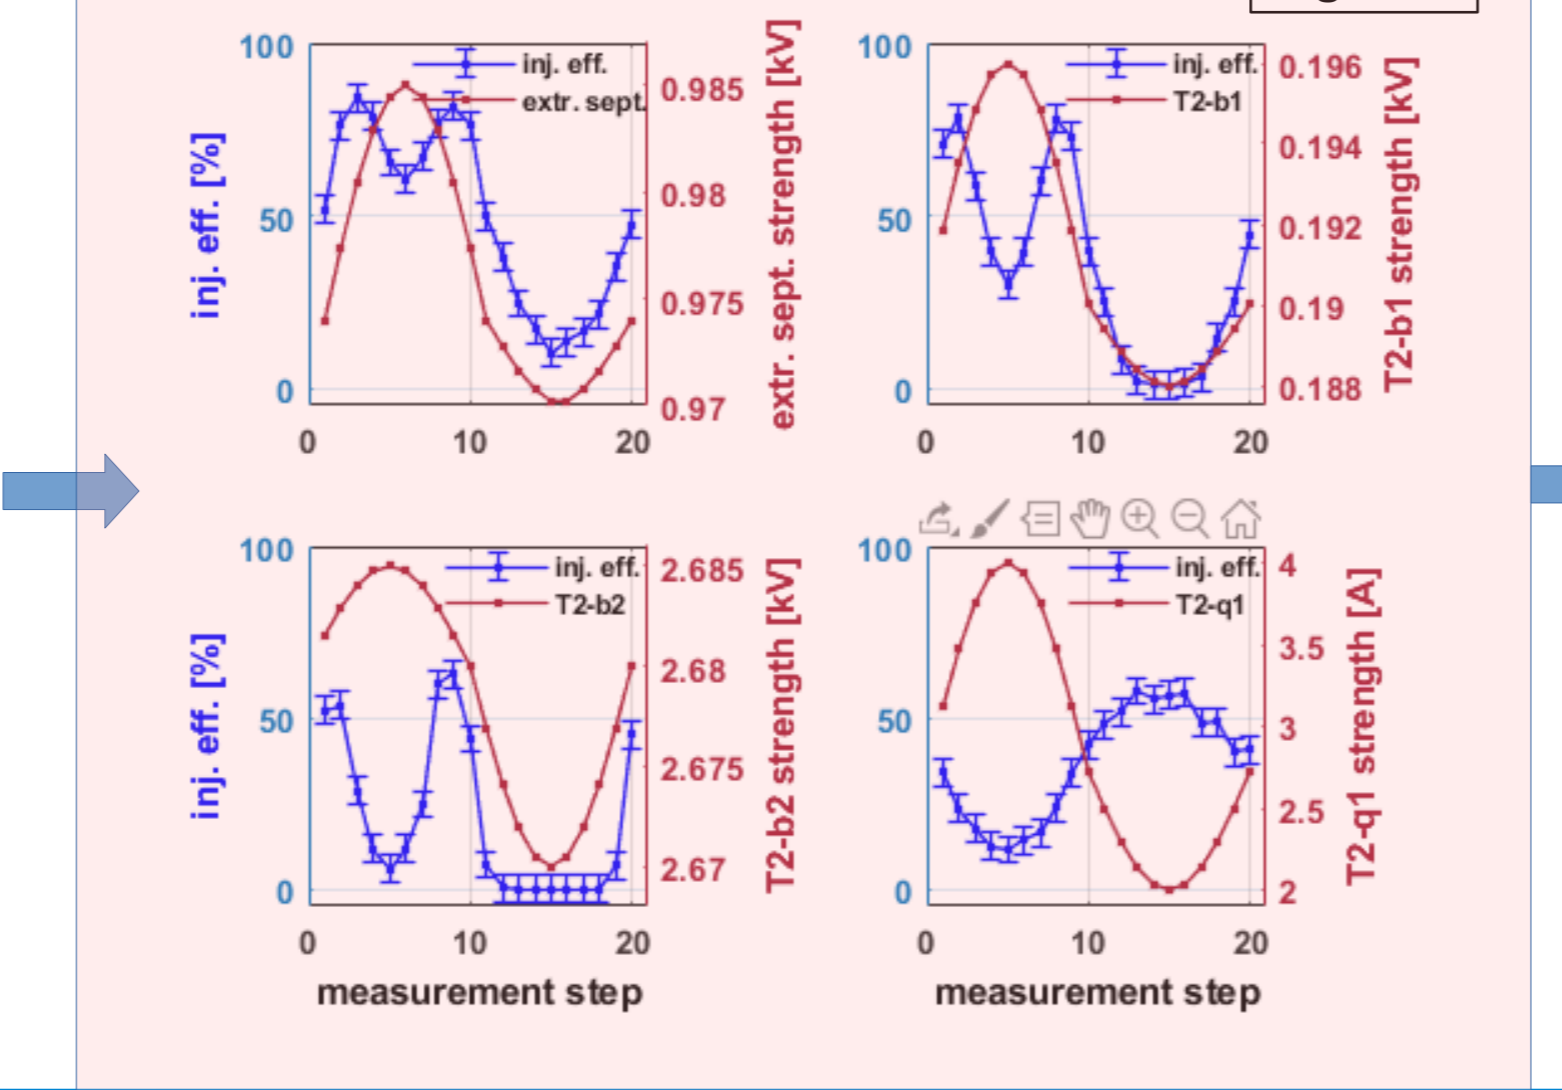 100
50
0
inj. eff. [%]
inj. eff.
extr. sept.
0.985
0.98
0.975
0.97
extr. sept. strength [kV]
0
10
20
100
50
0
inj. eff.
T2-b1
0.196
0.194
0.192
0.19
0.188
T2-b1 strength [kV]
0
10
20
100
50
0
inj. eff. [%]
inj. eff.
T2-b2
2.685
2.68
2.675
2.67
T2-b2 strength [kV]
0
10
20
measurement step
100
50
0
inj. eff.
T2-q1
4
3.5
3
2.5
2
T2-q1 strength [A]
0
10
20
measurement step